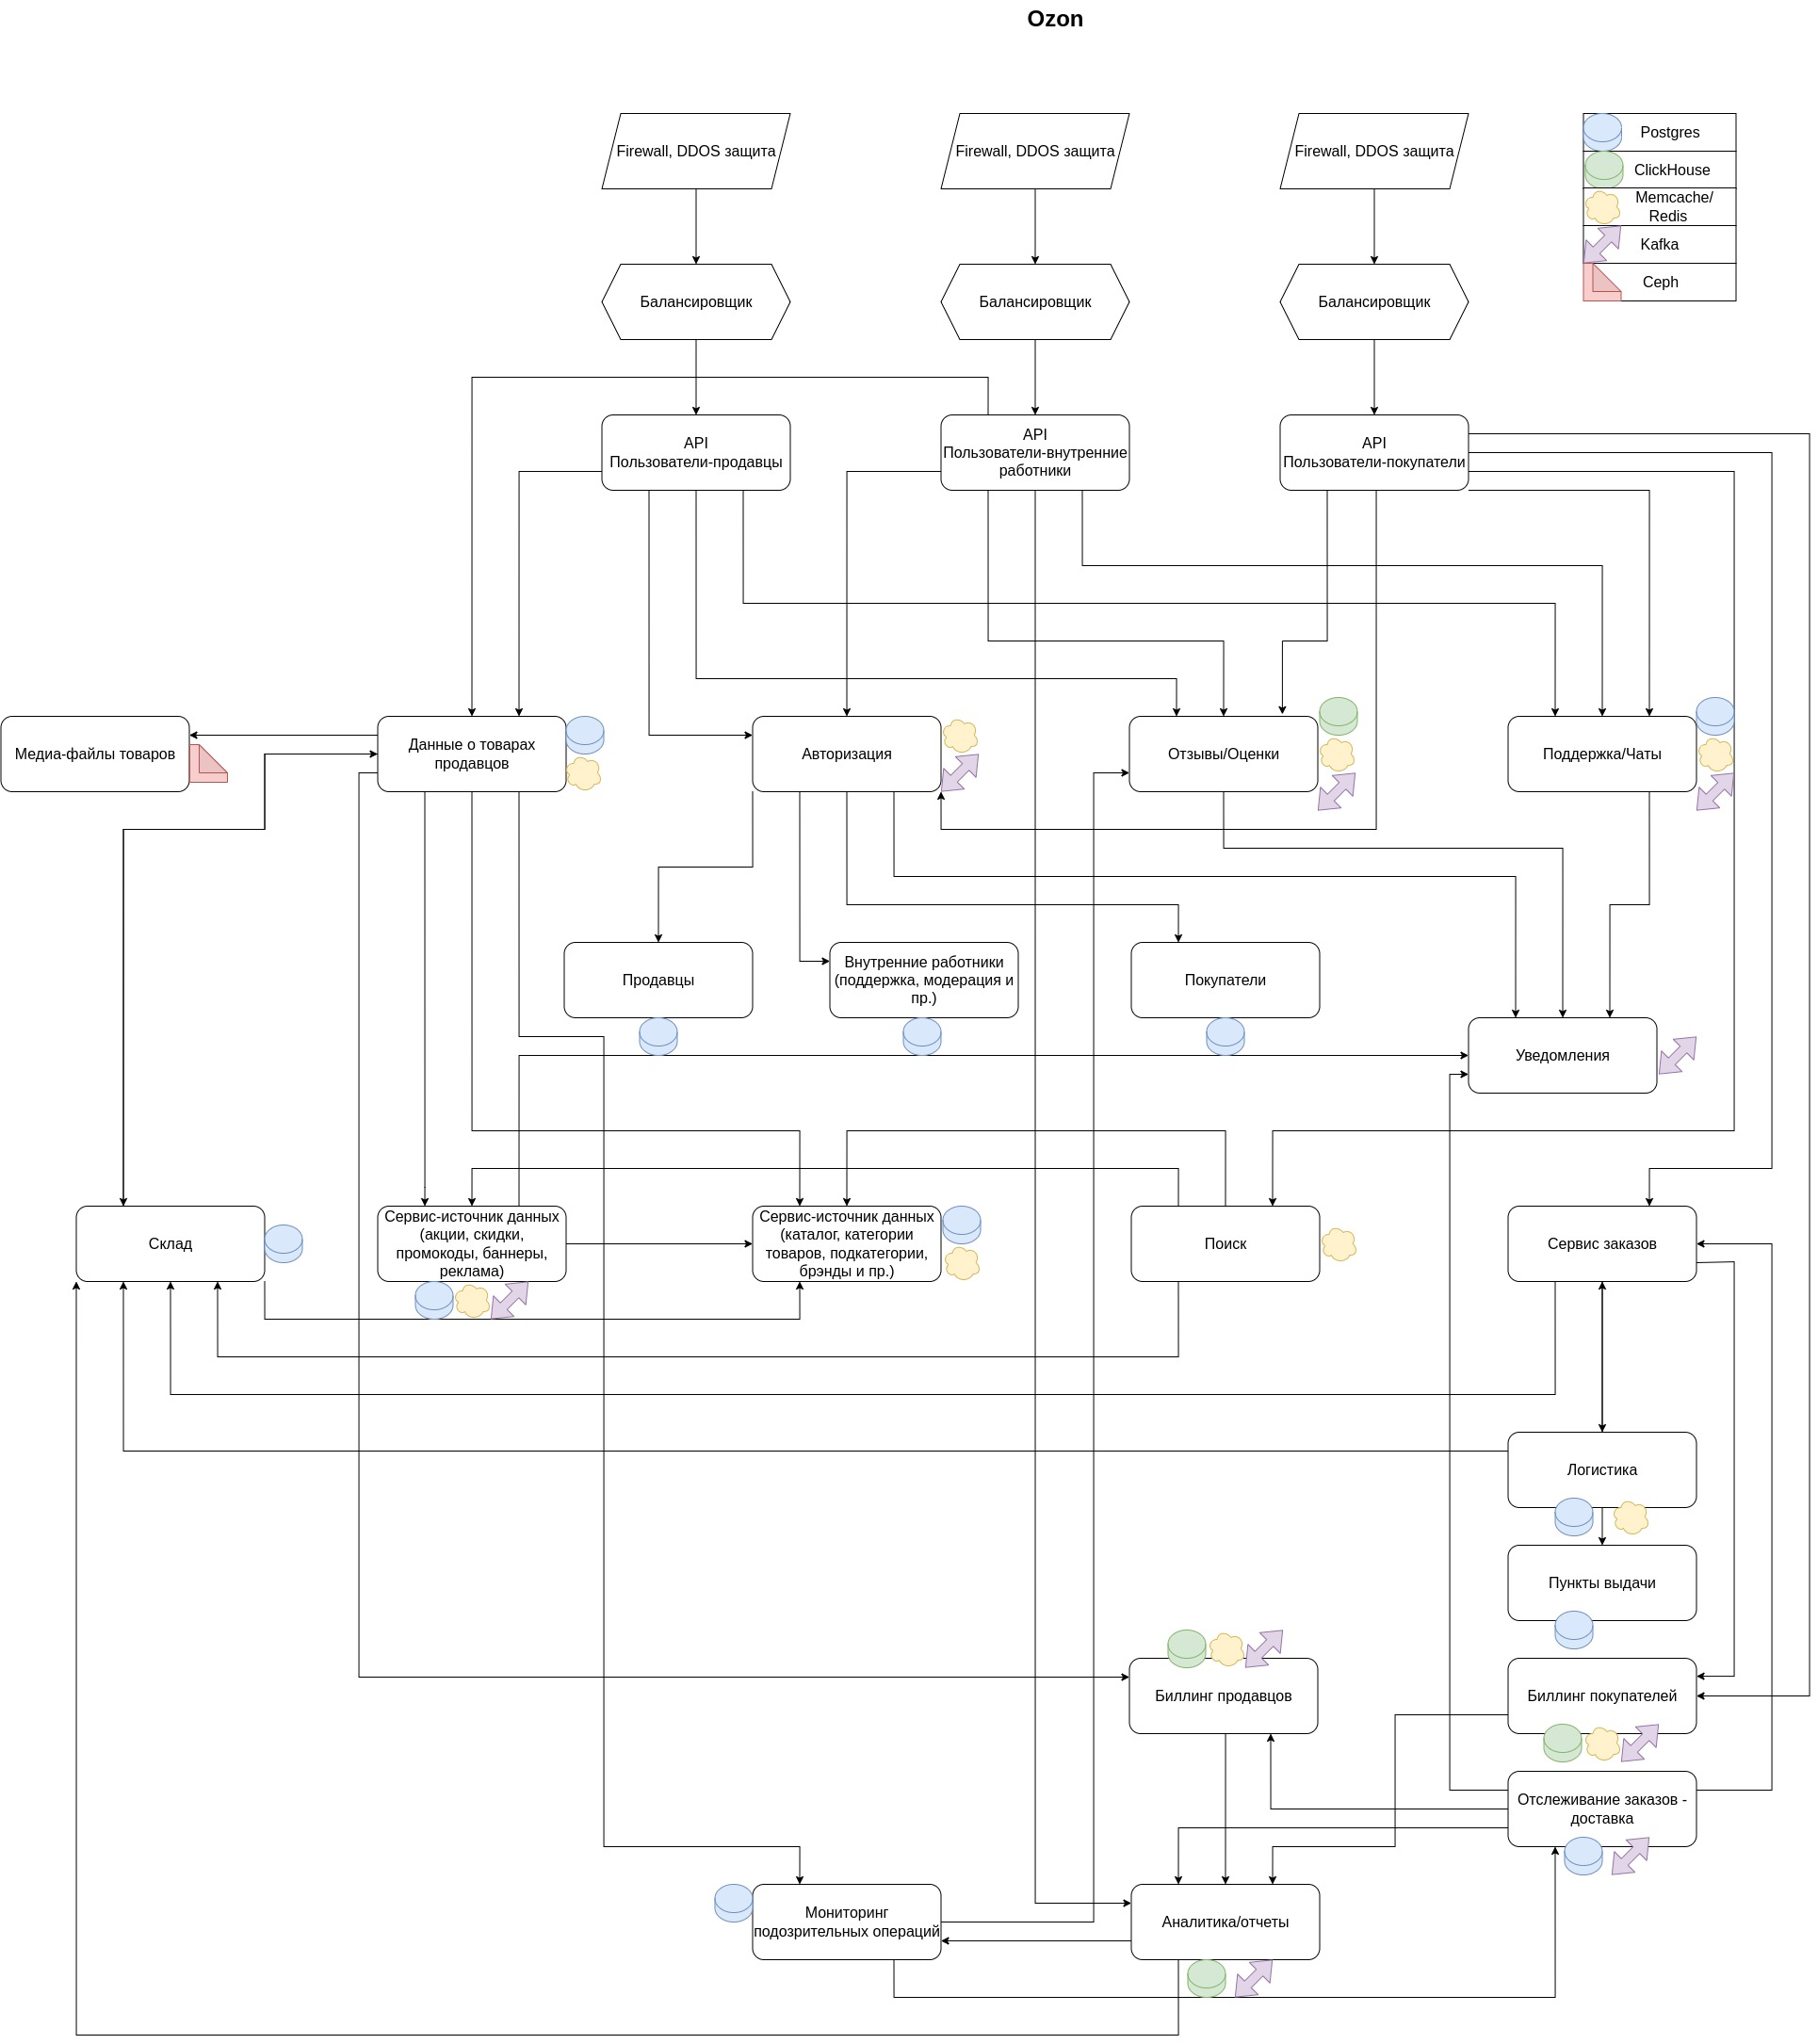 Ozon
Firewall, DDOS защита
Firewall, DDOS защита
Firewall, DDOS защита
Postgres
ClickHouse
Memcache/
Redis
Kafka
Ceph
Балансировщик
Балансировщик
Балансировщик
API
Пользователи-продавцы
API
Пользователи-внутренние
работники
API
Пользователи-покупатели
Медиа-файлы товаров
Данные о товарах
продавцов
Авторизация
Отзывы/Оценки
Поддержка/Чаты
Продавцы
Внутренние работники
(поддержка, модерация и
пр.)
Покупатели
Уведомления
Склад
Сервис-источник данных
(акции, скидки,
промокоды, баннеры,
реклама)
Сервис-источник данных
(каталог, категории
товаров, подкатегории,
брэнды и пр.)
Поиск
Сервис заказов
Логистика
Пункты выдачи
Биллинг продавцов
Биллинг покупателей
Отслеживание заказов -
доставка
Мониторинг
подозрительных операций
Аналитика/отчеты